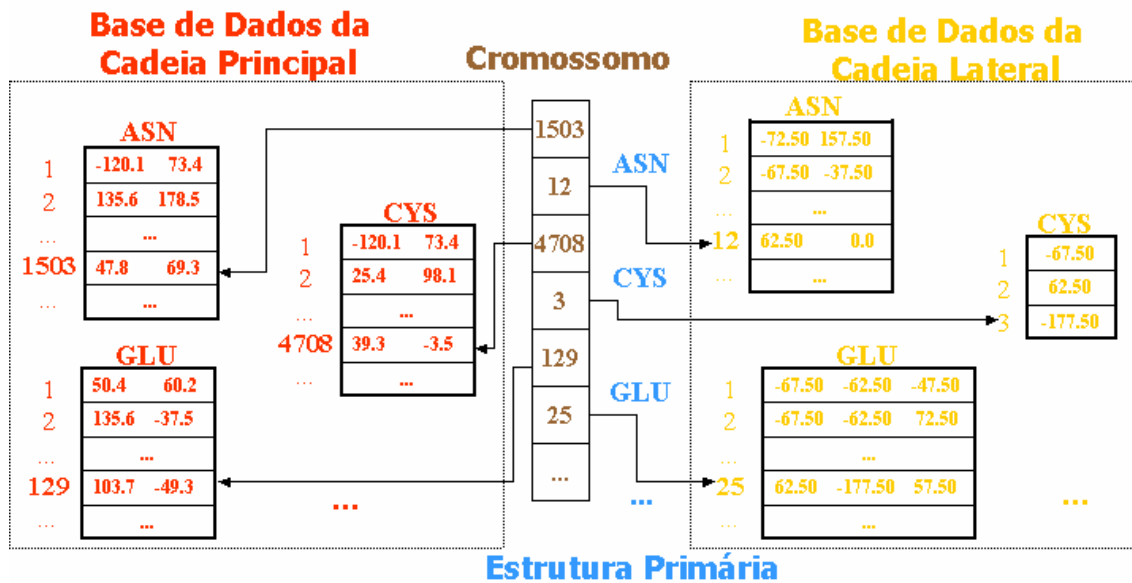 Base de Dados da
Cadeia Principal
ASN
1 -120.1 73.4
2 135.6 178.5
... ...
1503 47.8 69.3
... ...
CYS
1 -120.1 73.4
2 25.4 98.1
... ...
4708 39.3 -3.5
... ...
GLU
1 50.4 60.2
2 135.6 -37.5
... ...
129 103.7 -49.3
... ...
...
Cromossomo
1503
12
4708
3
129
25
...
ASN
CYS
GLU
...
Estrutura Primária
Base de Dados da
Cadeia Lateral
ASN
1 -72.50 157.50
2 -67.50 -37.50
... ...
12 62.50 0.0
... ...
CYS
1 -67.50
2 62.50
3 -177.50
GLU
1 -67.50 -62.50 -47.50
2 -67.50 -62.50 72.50
... ...
25 62.50 -177.50 57.50
... ...
...